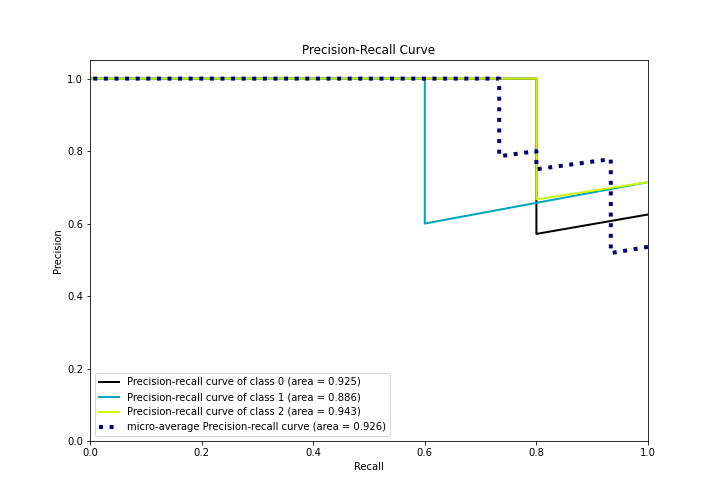 Precision-Recall Curve
1.0
0.8
0.6
0.4
0.2
0.0
Precision
Precision-recall curve of class 0 (area = 0.925)
Precision-recall curve of class 1 (area = 0.886)
Precision-recall curve of class 2 (area = 0.943)
micro-average Precision-recall curve (area = 0.926)
0.0 0.2 0.4 0.6 0.8 1.0
Recall